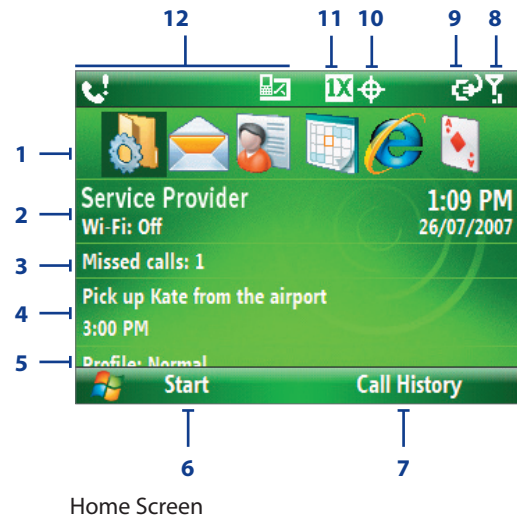 12 11 10 9 8
1X
1
2 Service Provider 1:09 PM
Wi-Fi: Off 26/07/2007
3 Missed calls: 1
4 Pick up Kate from the airport
3:00 PM
5 Profile: Normal
Start Call History
6 7
Home Screen